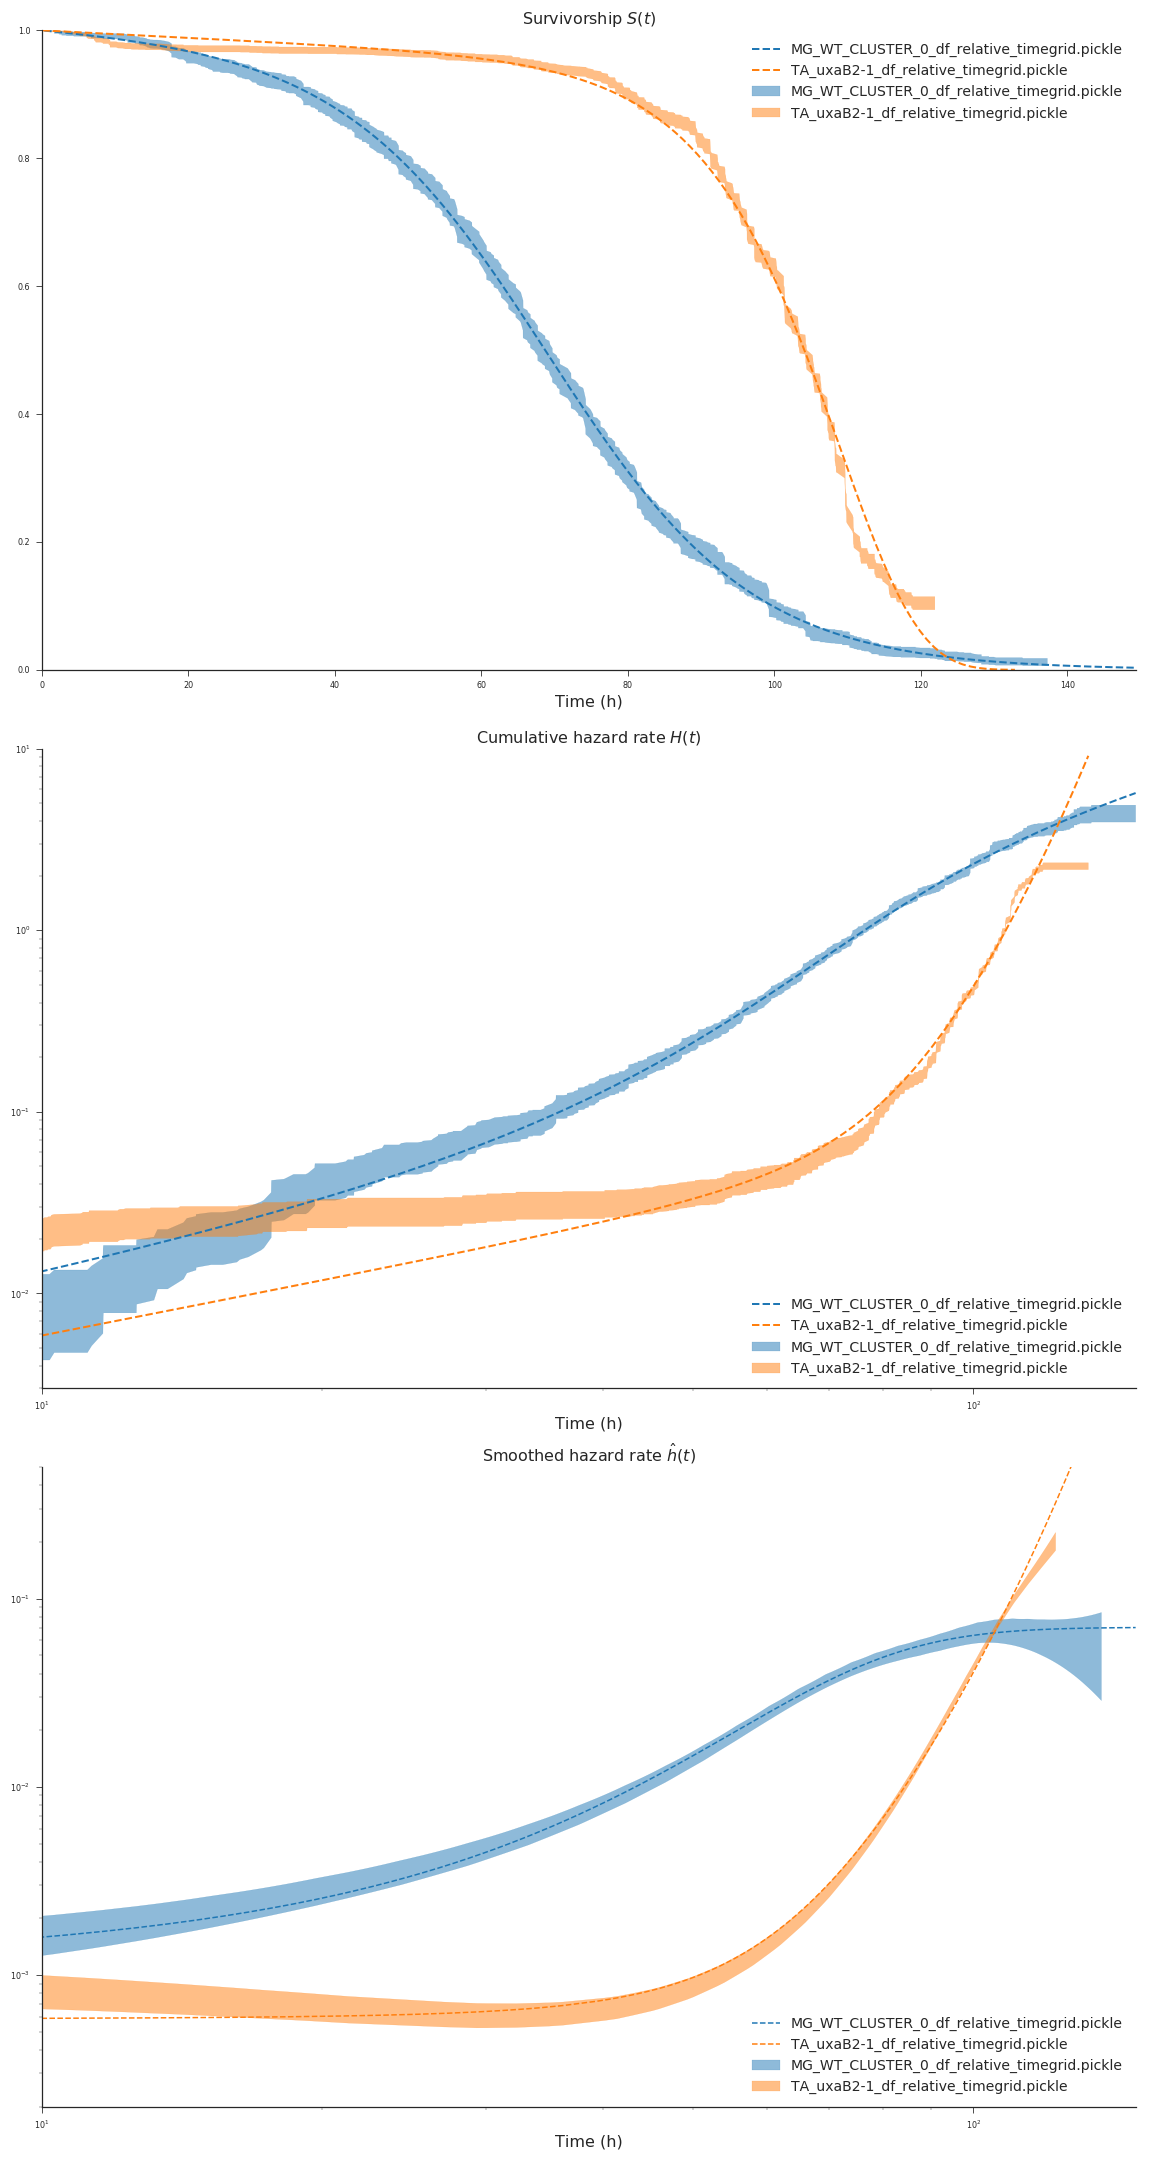 Survivorship S(t)
1.0
0.8
0.6
0.4
0.2
0.0
MG_WT_CLUSTER_0_df_relative_timegrid.pickle
TA_uxaB2-1_df_relative_timegrid.pickle
MG_WT_CLUSTER_0_df_relative_timegrid.pickle
TA_uxaB2-1_df_relative_timegrid.pickle
0 20 40 60 80 100 120 140
Time (h)
Cumulative hazard rate H(t)
10¹
10⁰
10⁻¹
10⁻²
MG_WT_CLUSTER_0_df_relative_timegrid.pickle
TA_uxaB2-1_df_relative_timegrid.pickle
MG_WT_CLUSTER_0_df_relative_timegrid.pickle
TA_uxaB2-1_df_relative_timegrid.pickle
10¹ 10²
Time (h)
Smoothed hazard rate ĥ(t)
10⁻¹
10⁻²
10⁻³
MG_WT_CLUSTER_0_df_relative_timegrid.pickle
TA_uxaB2-1_df_relative_timegrid.pickle
MG_WT_CLUSTER_0_df_relative_timegrid.pickle
TA_uxaB2-1_df_relative_timegrid.pickle
10¹ 10²
Time (h)